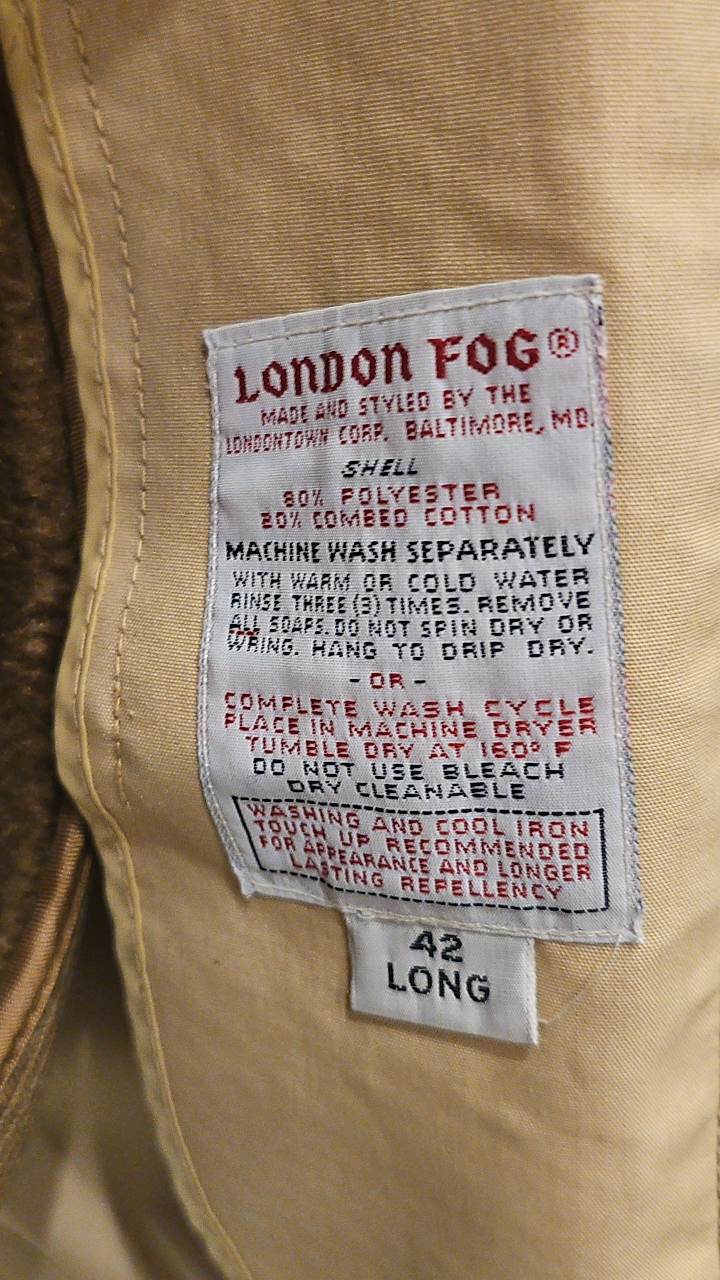 LONDON FOG®
MADE AND STYLED BY THE
LONDONTOWN CORP. BALTIMORE, MD.
SHELL
80% POLYESTER
20% COMBED COTTON
MACHINE WASH SEPARATELY
WITH WARM OR COLD WATER
RINSE THREE (3) TIMES. REMOVE
ALL SOAPS. DO NOT SPIN DRY OR
WRING. HANG TO DRIP DRY.
- OR -
COMPLETE WASH CYCLE
PLACE IN MACHINE DRYER
TUMBLE DRY AT 160° F
DO NOT USE BLEACH
DRY CLEANABLE
WASHING AND COOL IRON
TOUCH UP RECOMMENDED
FOR APPEARANCE AND LONGER
LASTING REPELLENCY
42
LONG